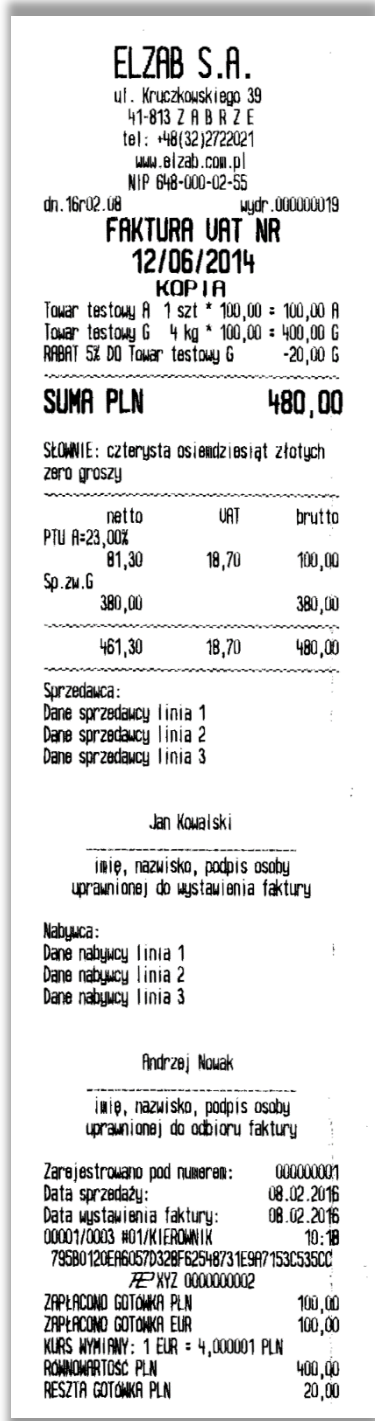 ELZAB S.A.
ul. Kruczkowskiego 39
41-813 Z A B R Z E
tel: +48(32)2722021
www.elzab.com.pl
NIP 648-000-02-55
dn.16r02.08 wydr.000000019
FAKTURA VAT NR
12/06/2014
KOPIA
Towar testowy A 1 szt * 100,00 = 100,00 A
Towar testowy G 4 kg * 100,00 = 400,00 G
RABAT 5% DO Towar testowy G -20,00 G
SUMA PLN 480,00
SŁOWNIE: czterysta osiemdziesiąt złotych
zero groszy
netto VAT brutto
PTU A=23,00%
81,30 18,70 100,00
Sp.zw.G
380,00 380,00
461,30 18,70 480,00
Sprzedawca:
Dane sprzedawcy linia 1
Dane sprzedawcy linia 2
Dane sprzedawcy linia 3
Jan Kowalski
imię, nazwisko, podpis osoby
uprawnionej do wystawienia faktury
Nabywca:
Dane nabywcy linia 1
Dane nabywcy linia 2
Dane nabywcy linia 3
Andrzej Nowak
imię, nazwisko, podpis osoby
uprawnionej do odbioru faktury
Zarejestrowano pod numerem: 000000001
Data sprzedaży: 08.02.2016
Data wystawienia faktury: 08.02.2016
00001/0003 #01/KIEROWNIK 10:18
795B0120EA6057D328F62548731E9A7153C535CC
XYZ 0000000002
ZAPŁACONO GOTÓWKA PLN 100,00
ZAPŁACONO GOTÓWKA EUR 100,00
KURS WYMIANY: 1 EUR = 4,000001 PLN
RÓWNOWARTOŚĆ PLN 400,00
RESZTA GOTÓWKA PLN 20,00